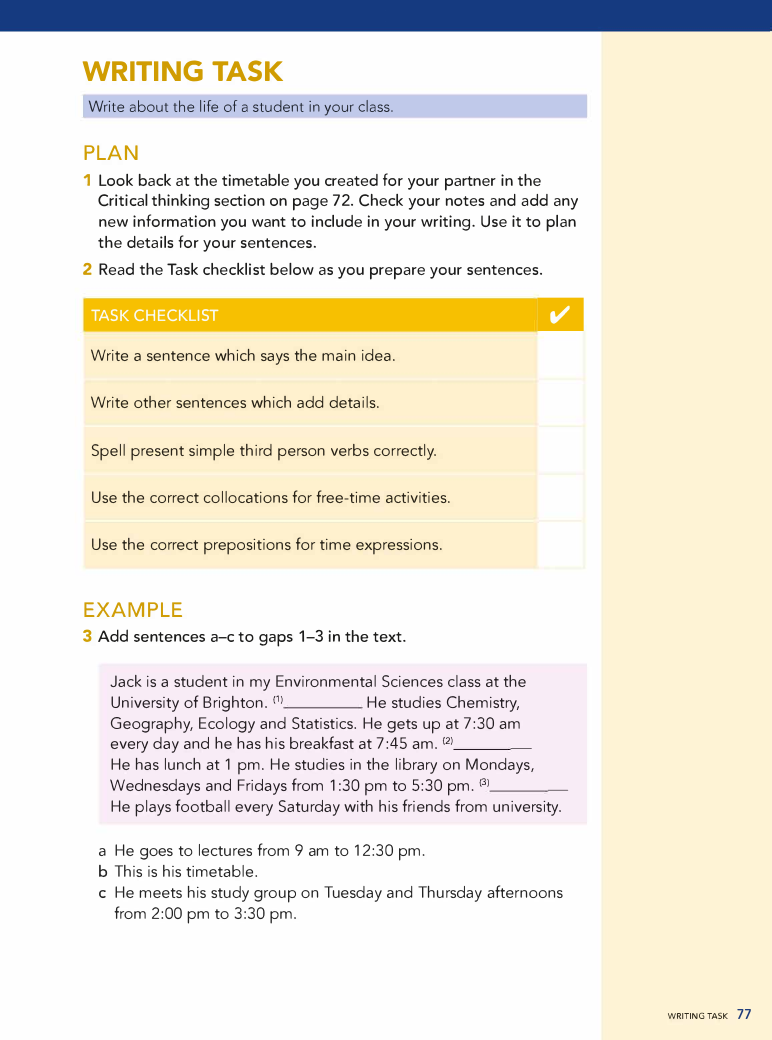 WRITING TASK
Write about the life of a student in your class.
PLAN
1 Look back at the timetable you created for your partner in the
Critical thinking section on page 72. Check your notes and add any
new information you want to include in your writing. Use it to plan
the details for your sentences.
2 Read the Task checklist below as you prepare your sentences.
TASK CHECKLIST ✔
Write a sentence which says the main idea.
Write other sentences which add details.
Spell present simple third person verbs correctly.
Use the correct collocations for free-time activities.
Use the correct prepositions for time expressions.
EXAMPLE
3 Add sentences a–c to gaps 1–3 in the text.
Jack is a student in my Environmental Sciences class at the
University of Brighton. (1)__________ He studies Chemistry,
Geography, Ecology and Statistics. He gets up at 7:30 am
every day and he has his breakfast at 7:45 am. (2)__________
He has lunch at 1 pm. He studies in the library on Mondays,
Wednesdays and Fridays from 1:30 pm to 5:30 pm. (3)__________
He plays football every Saturday with his friends from university.
a He goes to lectures from 9 am to 12:30 pm.
b This is his timetable.
c He meets his study group on Tuesday and Thursday afternoons
from 2:00 pm to 3:30 pm.
WRITING TASK 77